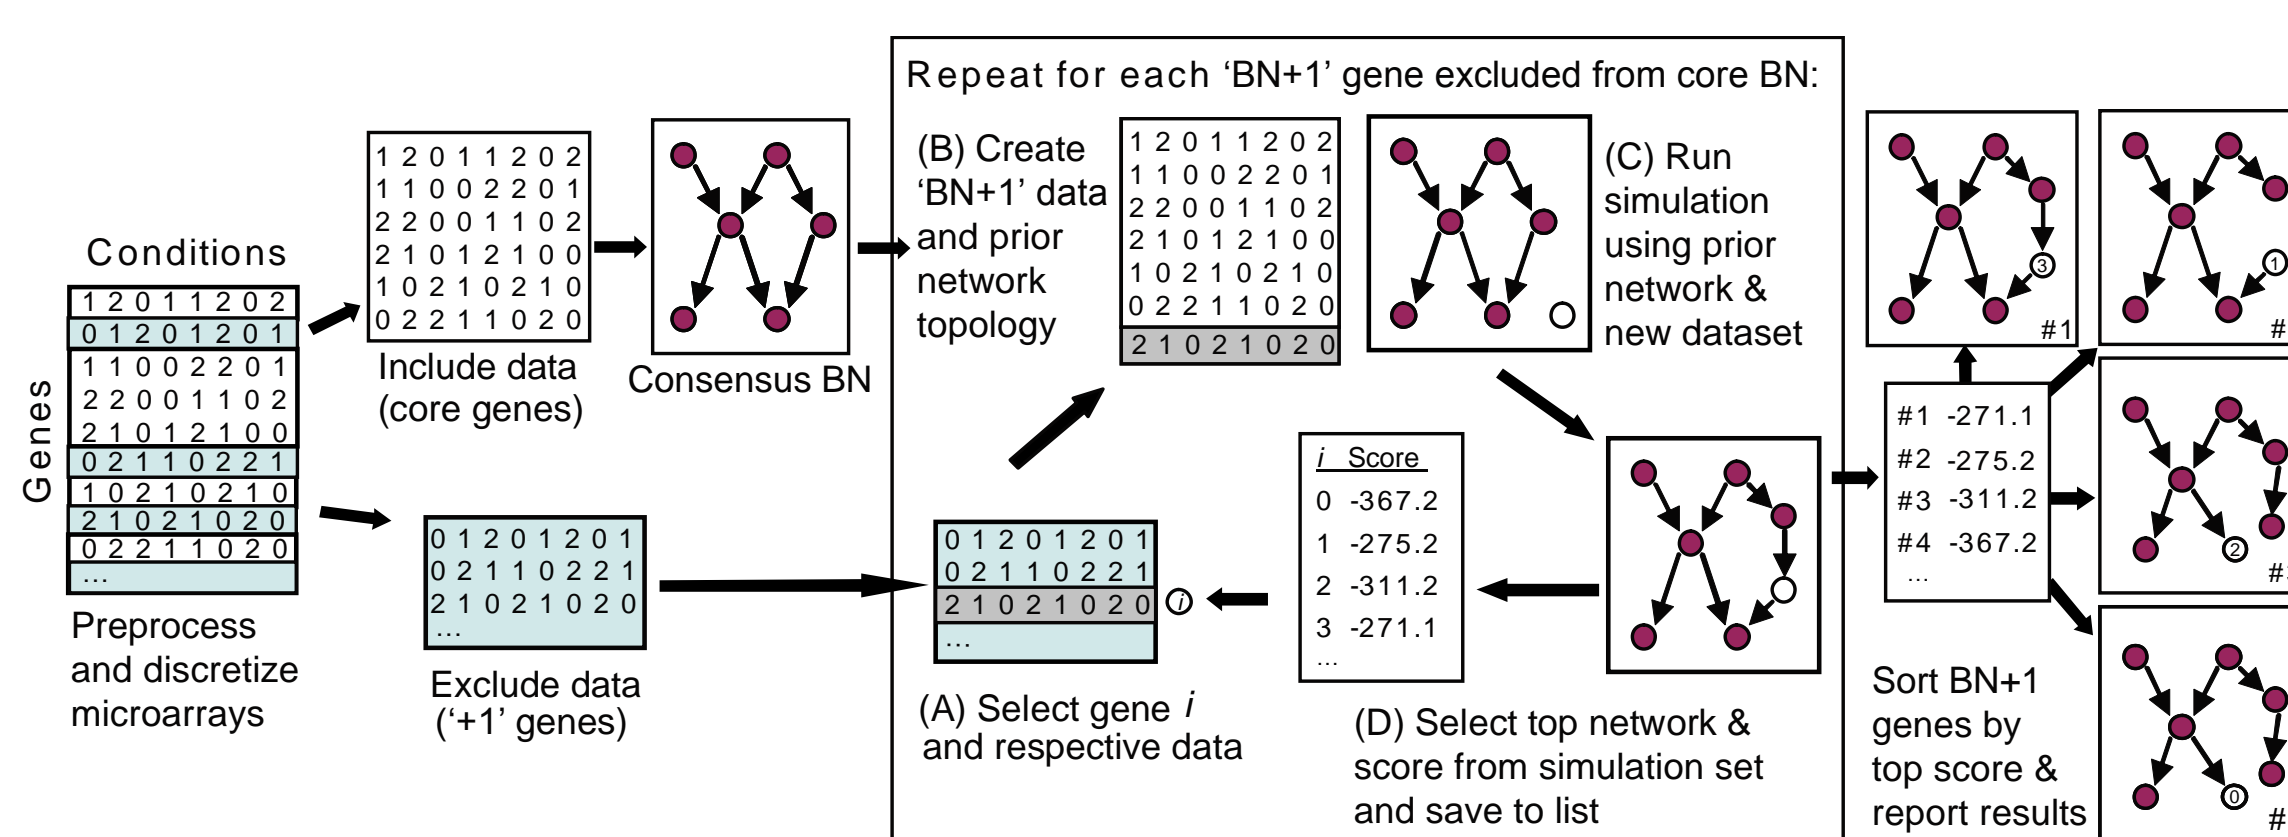 Conditions
Genes
1 2 0 1 1 2 0 2
0 1 2 0 1 2 0 1
1 1 0 0 2 2 0 1
2 2 0 0 1 1 0 2
2 1 0 1 2 1 0 0
0 2 1 1 0 2 2 1
1 0 2 1 0 2 1 0
2 1 0 2 1 0 2 0
0 2 2 1 1 0 2 0
...
Preprocess
and discretize
microarrays
1 2 0 1 1 2 0 2
1 1 0 0 2 2 0 1
2 2 0 0 1 1 0 2
2 1 0 1 2 1 0 0
1 0 2 1 0 2 1 0
0 2 2 1 1 0 2 0
Include data
(core genes)
Consensus BN
0 1 2 0 1 2 0 1
0 2 1 1 0 2 2 1
2 1 0 2 1 0 2 0
...
Exclude data
('+1' genes)
Repeat for each ‘BN+1’ gene excluded from core BN:
(B) Create
‘BN+1’ data
and prior
network
topology
1 2 0 1 1 2 0 2
1 1 0 0 2 2 0 1
2 2 0 0 1 1 0 2
2 1 0 1 2 1 0 0
1 0 2 1 0 2 1 0
0 2 2 1 1 0 2 0
2 1 0 2 1 0 2 0
(C) Run
simulation
using prior
network &
new dataset
0 1 2 0 1 2 0 1
0 2 1 1 0 2 2 1
2 1 0 2 1 0 2 0 i
...
(A) Select gene i
and respective data
i Score
0 -367.2
1 -275.2
2 -311.2
3 -271.1
...
(D) Select top network &
score from simulation set
and save to list
3
#1
1
#
#1 -271.1
#2 -275.2
#3 -311.2
#4 -367.2
...
2
#
0
#
Sort BN+1
genes by
top score &
report results